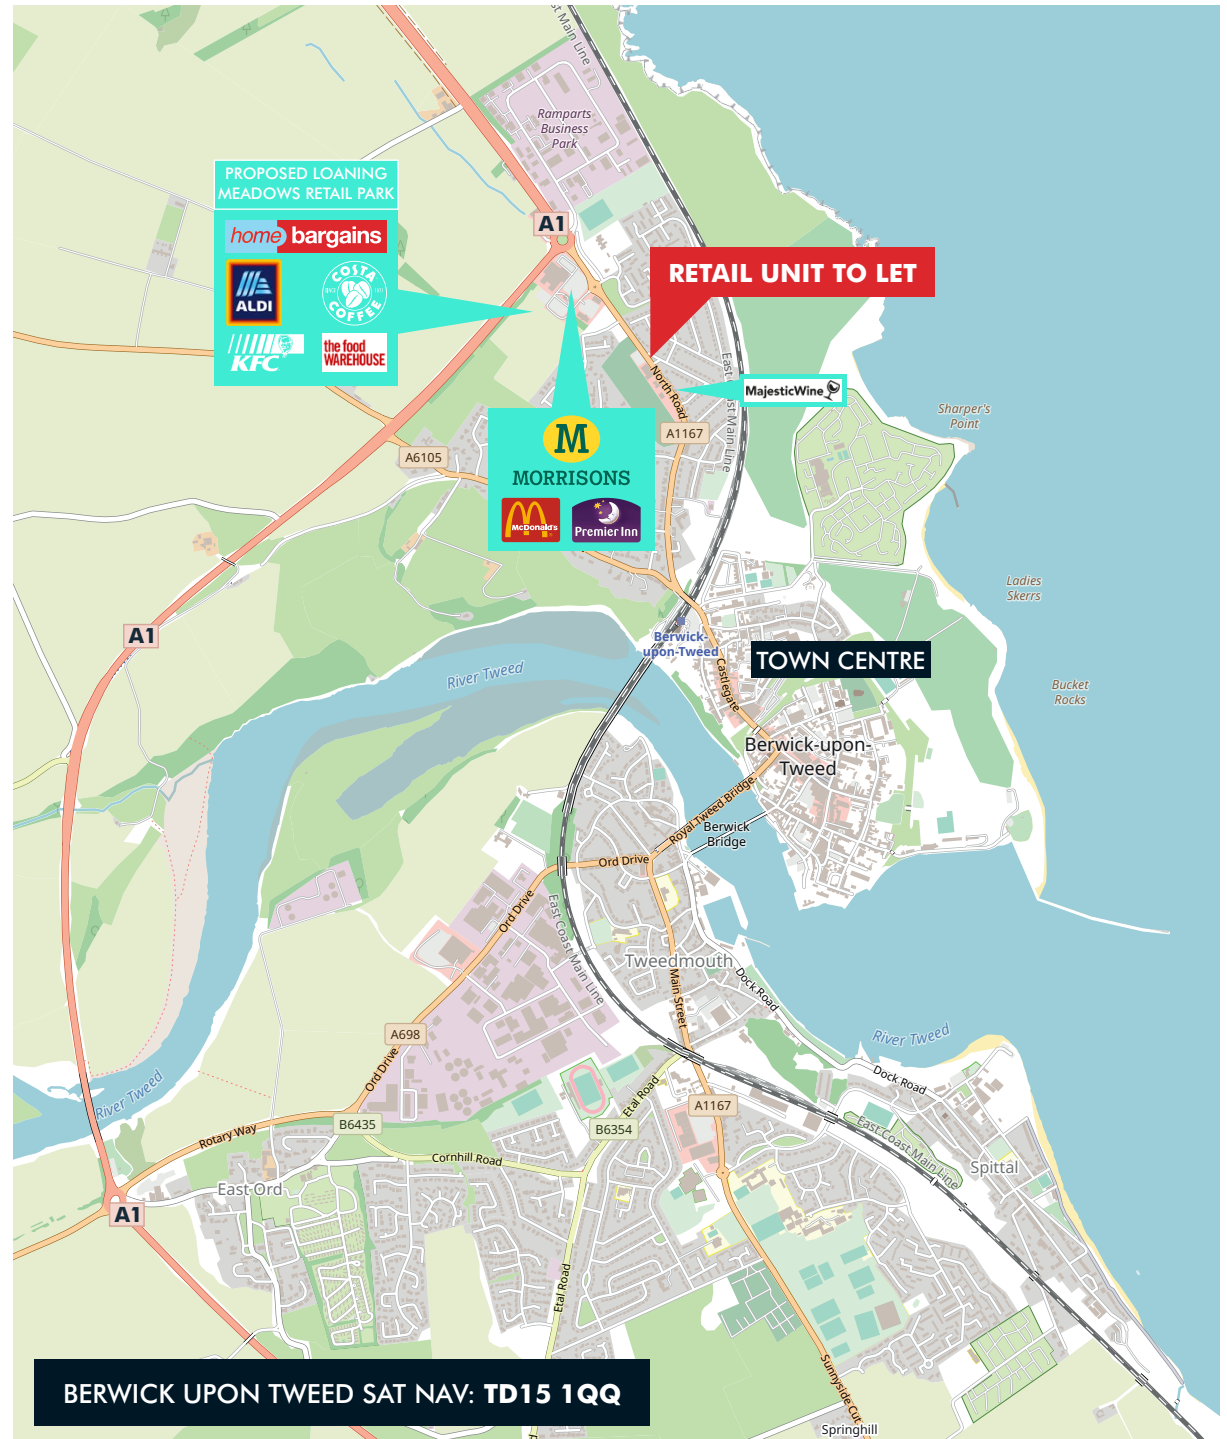 st Main Line
Ramparts
Business
Park
PROPOSED LOANING
MEADOWS RETAIL PARK
home bargains
ALDI
COSTA
COFFEE
KFC
the food
WAREHOUSE
A1
RETAIL UNIT TO LET
North Road
East Coast Main Line
MajesticWine
Sharper's
Point
A1167
A6105
M
MORRISONS
McDonald's
Premier Inn
Ladies
Skerrs
A1
Berwick-
upon-Tweed
TOWN CENTRE
River Tweed
Castlegate
Bucket
Rocks
Berwick-upon-
Tweed
Royal Tweed Bridge
Berwick
Bridge
Ord Drive
Ord Drive
East Coast Main Line
Tweedmouth
Main Street
Dock Road
A698
River Tweed
Ord Drive
Dock Road
River Tweed
Etal Road
A1167
B6435
B6354
Rotary Way
Cornhill Road
East Coast Main Line
Spittal
East Ord
A1
Etal Road
Sunnyside Cut
BERWICK UPON TWEED SAT NAV: TD15 1QQ
Springhill